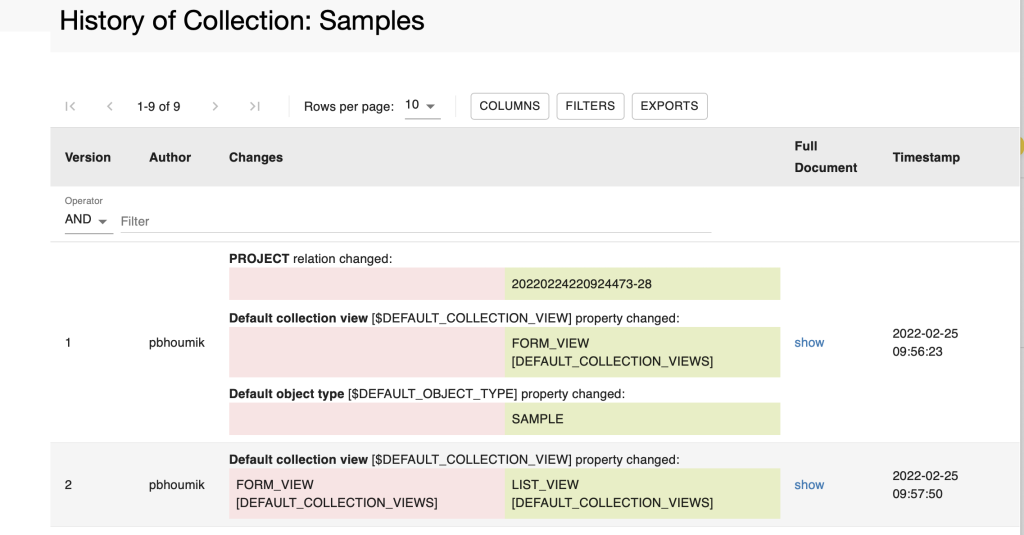 History of Collection: Samples
1-9 of 9
Rows per page: 10
COLUMNS
FILTERS
EXPORTS
Version
Author
Changes
Full
Document
Timestamp
Operator
AND
Filter
1
pbhoumik
PROJECT relation changed:
20220224220924473-28
Default collection view [$DEFAULT_COLLECTION_VIEW] property changed:
FORM_VIEW
[DEFAULT_COLLECTION_VIEWS]
Default object type [$DEFAULT_OBJECT_TYPE] property changed:
SAMPLE
show
2022-02-25
09:56:23
2
pbhoumik
Default collection view [$DEFAULT_COLLECTION_VIEW] property changed:
FORM_VIEW
[DEFAULT_COLLECTION_VIEWS]
LIST_VIEW
[DEFAULT_COLLECTION_VIEWS]
show
2022-02-25
09:57:50